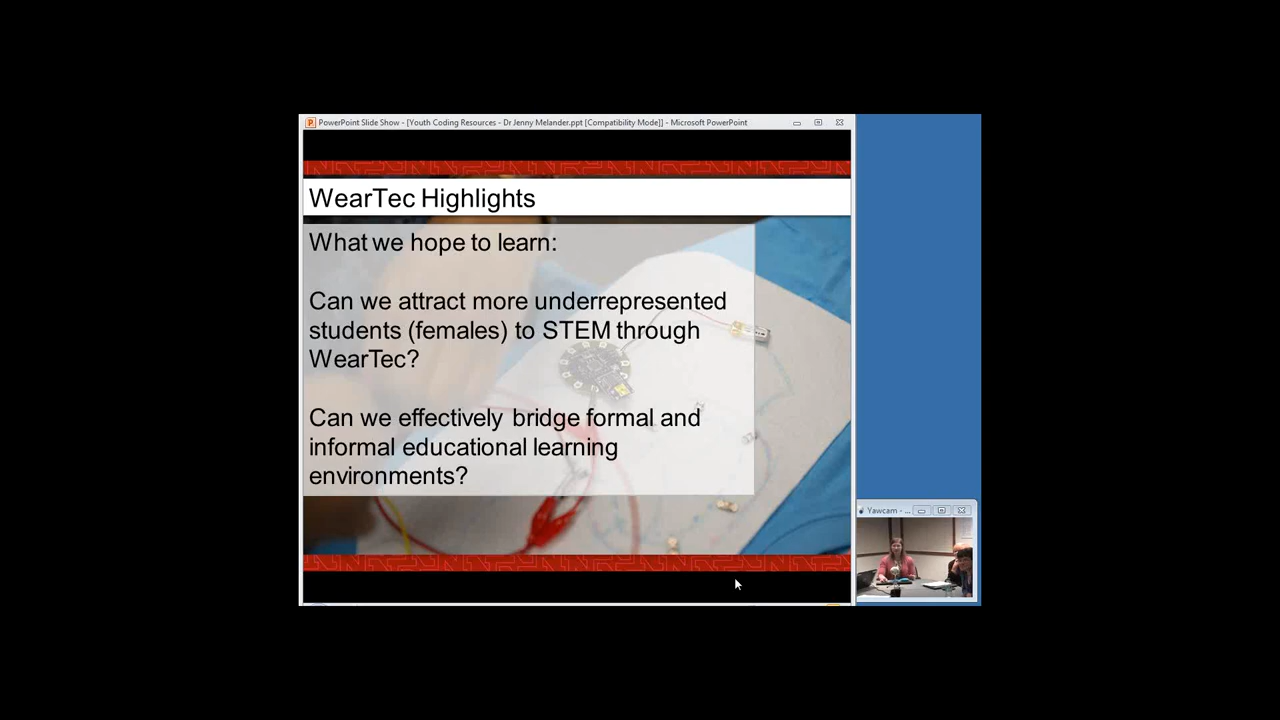 PowerPoint Slide Show - [Youth Coding Resources - Dr Jenny Melander.ppt [Compatibility Mode]] - Microsoft PowerPoint
WearTec Highlights
What we hope to learn:
Can we attract more underrepresented
students (females) to STEM through
WearTec?
Can we effectively bridge formal and
informal educational learning
environments?
Yawcam - ...